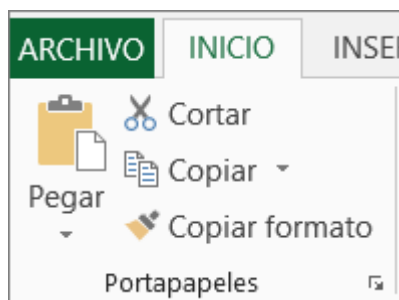 ARCHIVO INICIO
Cortar
Copiar
Pegar
Copiar formato
Portapapeles